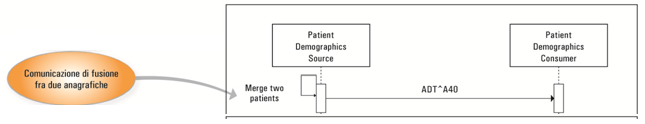 Patient
Demographics
Source
Patient
Demographics
Consumer
Comunicazione di fusione
fra due anagrafiche
Merge two
patients
ADT^A40